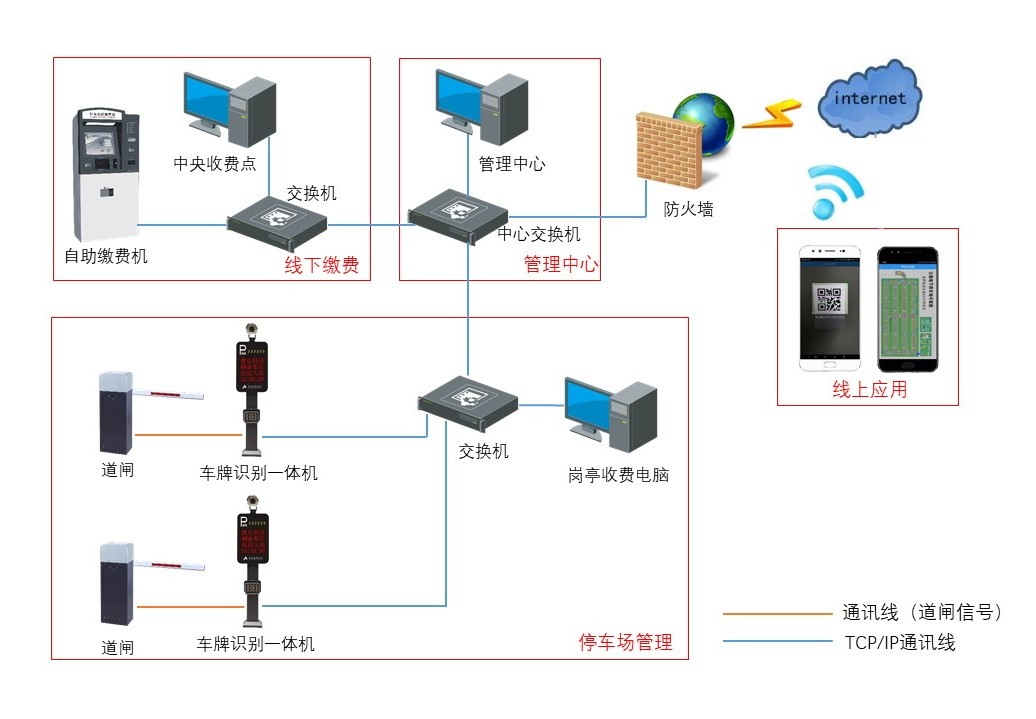 中央收费点
管理中心
internet
交换机
防火墙
中心交换机
自助缴费机
线下缴费
管理中心
P
线上应用
道闸
车牌识别一体机
交换机
岗亭收费电脑
P
道闸
车牌识别一体机
停车场管理
通讯线（道闸信号）
TCP/IP通讯线